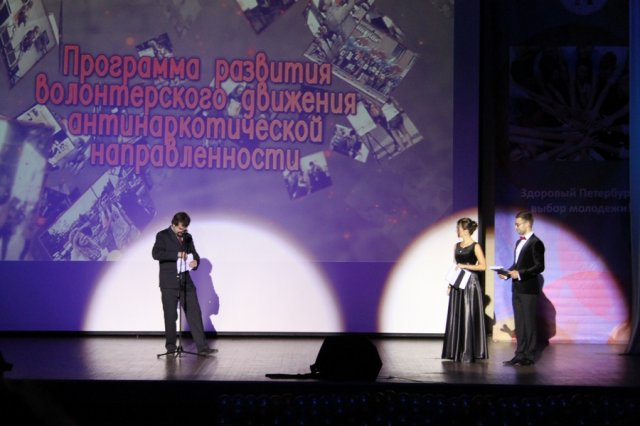 Программа развития
волонтерского движения
антинаркотической
направленности
Здоровый Петербург
выбор молодежи!